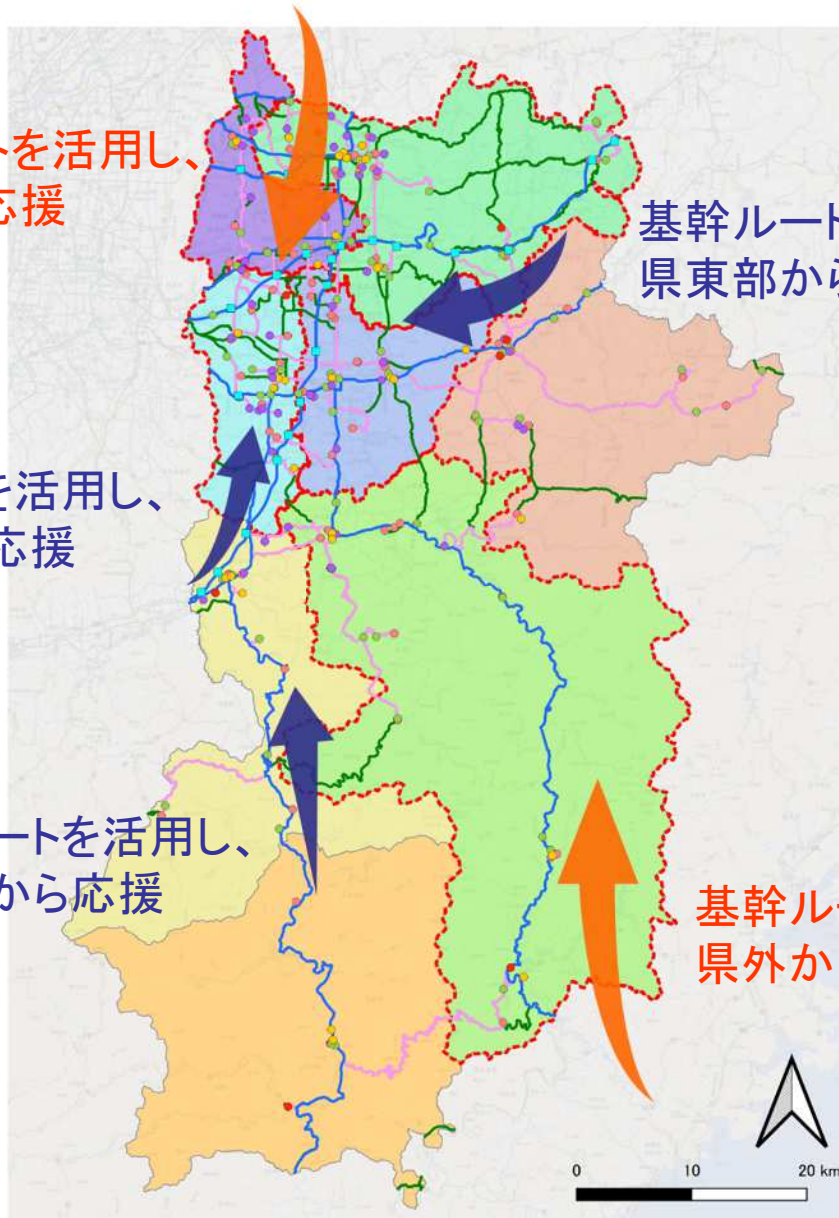 トを活用し、
応援
基幹ルート
県東部から
を活用し、
応援
ートを活用し、
から応援
基幹ルー
県外か
0 10 20 km